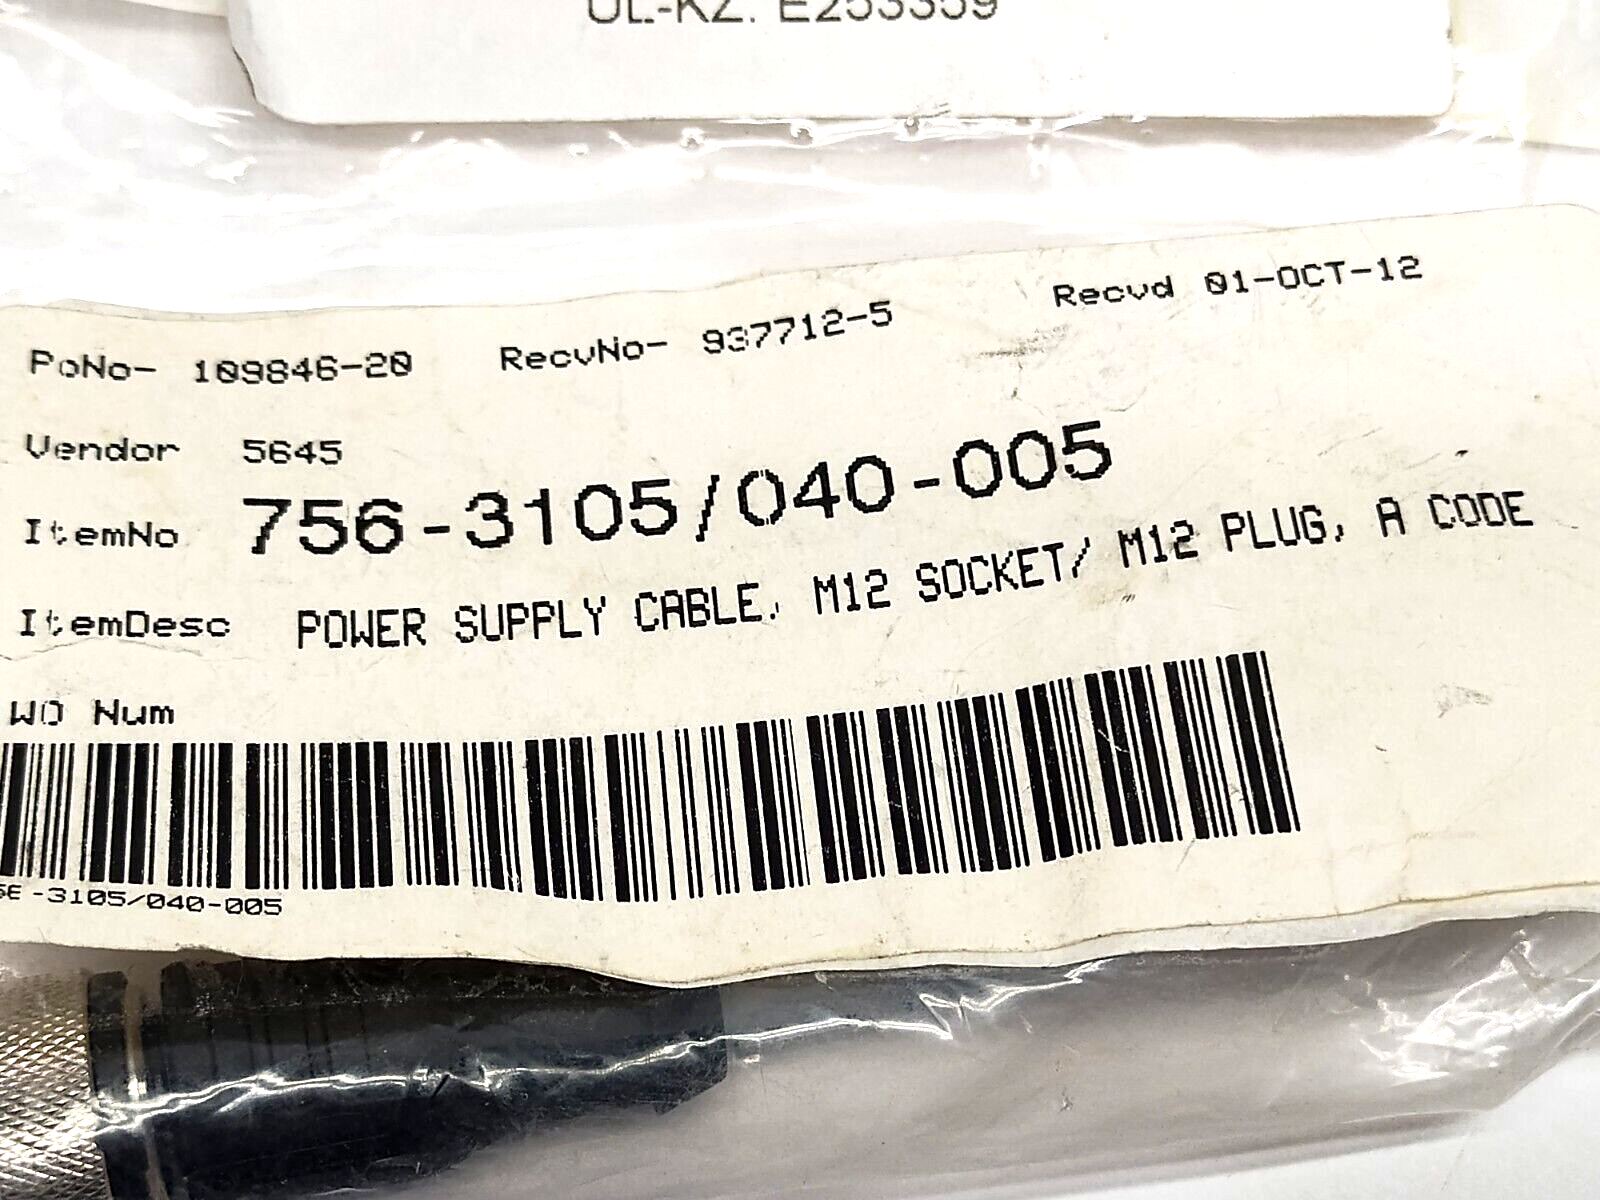 UL-KZ. E253359
PoNo- 109846-20 RecvNo- 937712-5 Recvd 01-OCT-12
Vendor 5645
ItemNo 756-3105/040-005
ItemDesc POWER SUPPLY CABLE, M12 SOCKET/ M12 PLUG, A CODE
WO Num
-3105/040-005